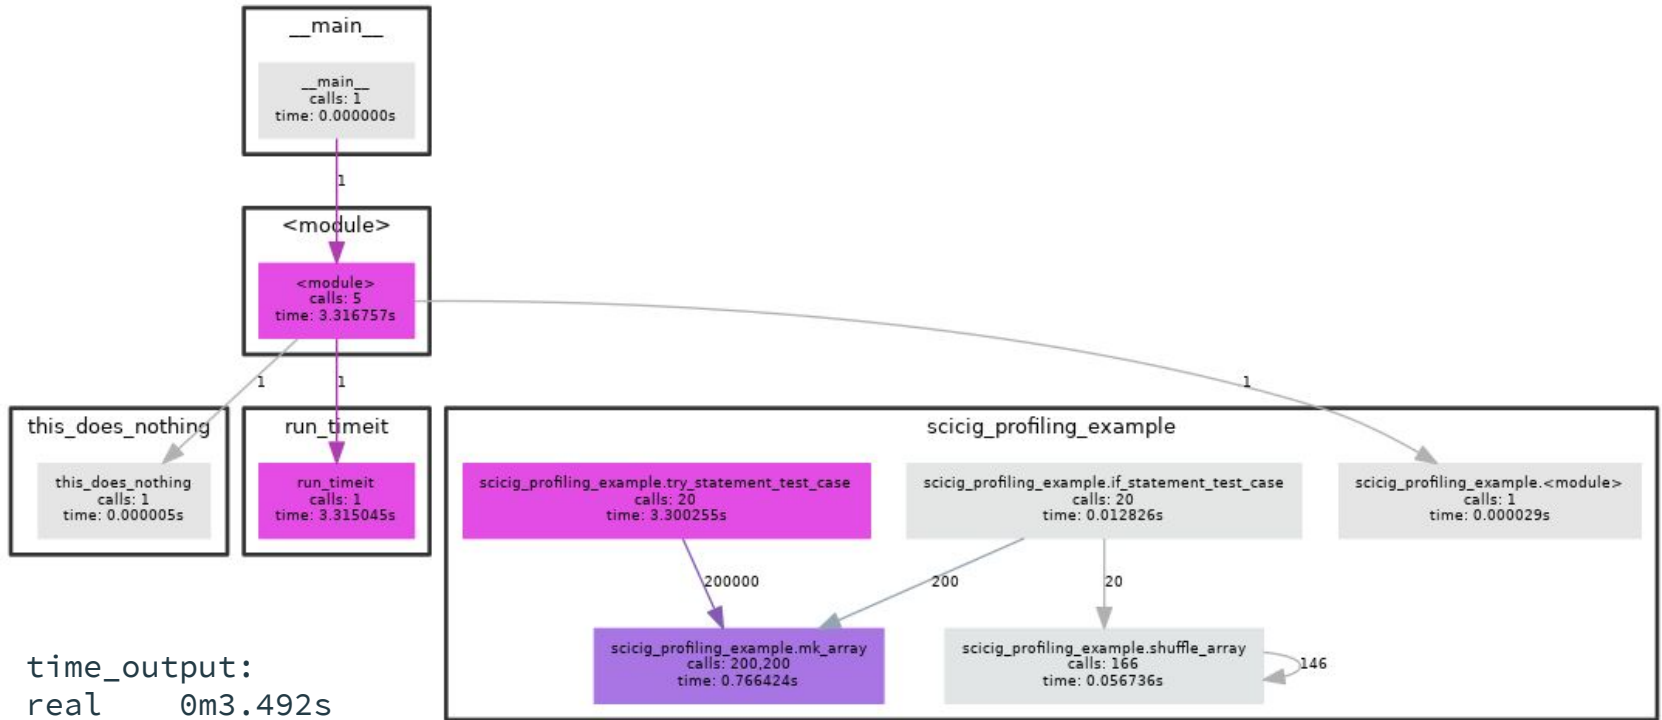 __main__
__main__
calls: 1
time: 0.000000s
1
<module>
<module>
calls: 5
time: 3.316757s
1
1
1
this_does_nothing
this_does_nothing
calls: 1
time: 0.000005s
run_timeit
run_timeit
calls: 1
time: 3.315045s
scicig_profiling_example
scicig_profiling_example.try_statement_test_case
calls: 20
time: 3.300255s
scicig_profiling_example.if_statement_test_case
calls: 20
time: 0.012826s
scicig_profiling_example.<module>
calls: 1
time: 0.000029s
200000
200
20
scicig_profiling_example.mk_array
calls: 200,200
time: 0.766424s
scicig_profiling_example.shuffle_array
calls: 166
time: 0.056736s
146
time_output:
real 0m3.492s